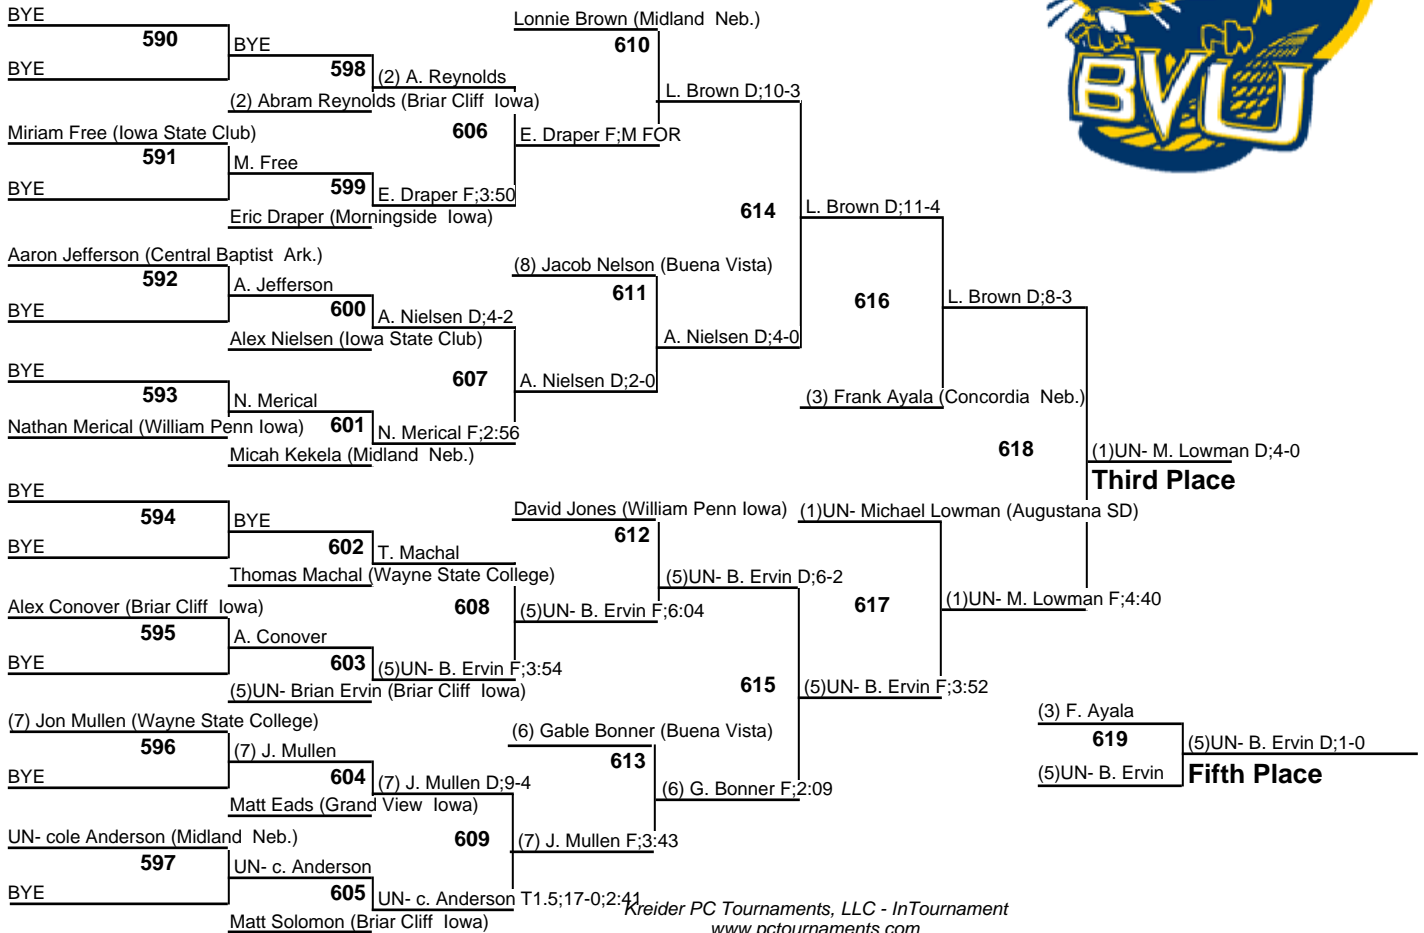 BYE
590
BYE
BYE
598
(2) A. Reynolds
(2) Abram Reynolds (Briar Cliff Iowa)
606
Miriam Free (Iowa State Club)
591
M. Free
BYE
599
E. Draper F;3:50
Eric Draper (Morningside Iowa)
Aaron Jefferson (Central Baptist Ark.)
592
A. Jefferson
BYE
600
A. Nielsen D;4-2
Alex Nielsen (Iowa State Club)
607
BYE
593
N. Merical
Nathan Merical (William Penn Iowa)
601
N. Merical F;2:56
Micah Kekela (Midland Neb.)
BYE
594
BYE
BYE
602
T. Machal
Thomas Machal (Wayne State College)
608
Alex Conover (Briar Cliff Iowa)
595
A. Conover
BYE
603
(5)UN- B. Ervin F;3:54
(5)UN- Brian Ervin (Briar Cliff Iowa)
(7) Jon Mullen (Wayne State College)
596
(7) J. Mullen
BYE
604
(7) J. Mullen D;9-4
Matt Eads (Grand View Iowa)
609
UN- cole Anderson (Midland Neb.)
597
UN- c. Anderson
BYE
605
UN- c. Anderson T1.5;17-0;2:41
Matt Solomon (Briar Cliff Iowa)
Lonnie Brown (Midland Neb.)
610
L. Brown D;10-3
E. Draper F;M FOR
614
L. Brown D;11-4
(8) Jacob Nelson (Buena Vista)
611
A. Nielsen D;4-0
A. Nielsen D;2-0
616
L. Brown D;8-3
(3) Frank Ayala (Concordia Neb.)
618
(1)UN- M. Lowman D;4-0
Third Place
David Jones (William Penn Iowa)
612
(5)UN- B. Ervin D;6-2
(5)UN- B. Ervin F;6:04
(1)UN- Michael Lowman (Augustana SD)
617
(1)UN- M. Lowman F;4:40
615
(5)UN- B. Ervin F;3:52
(6) Gable Bonner (Buena Vista)
613
(6) G. Bonner F;2:09
(7) J. Mullen F;3:43
(3) F. Ayala
619
(5)UN- B. Ervin D;1-0
(5)UN- B. Ervin
Fifth Place
BVU
Kreider PC Tournaments, LLC - InTournament
www.pctournaments.com